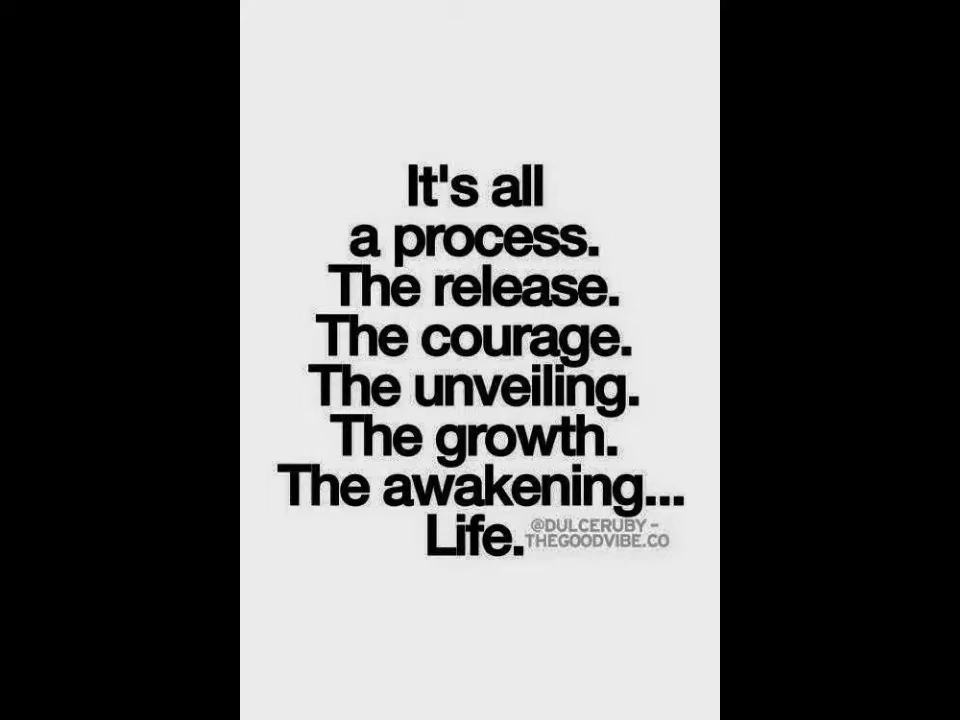 It's all
a process.
The release.
The courage.
The unveiling.
The growth.
The awakening...
Life.
@DULCERUBY –
THEGOODVIBE.CO